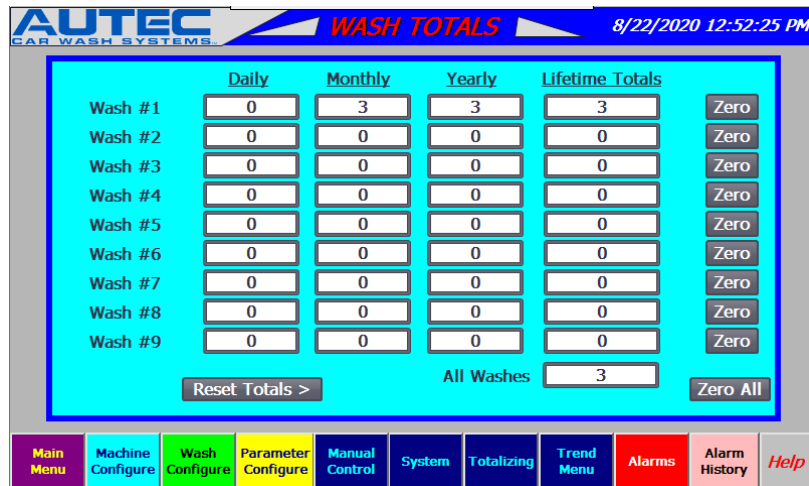 AUTEC
CAR WASH SYSTEMS
WASH TOTALS
8/22/2020 12:52:25 PM
Daily Monthly Yearly Lifetime Totals
Wash #1 0 3 3 3 Zero
Wash #2 0 0 0 0 Zero
Wash #3 0 0 0 0 Zero
Wash #4 0 0 0 0 Zero
Wash #5 0 0 0 0 Zero
Wash #6 0 0 0 0 Zero
Wash #7 0 0 0 0 Zero
Wash #8 0 0 0 0 Zero
Wash #9 0 0 0 0 Zero
All Washes 3
Reset Totals > Zero All
Main Menu
Machine Configure
Wash Configure
Parameter Configure
Manual Control
System
Totalizing
Trend Menu
Alarms
Alarm History
Help